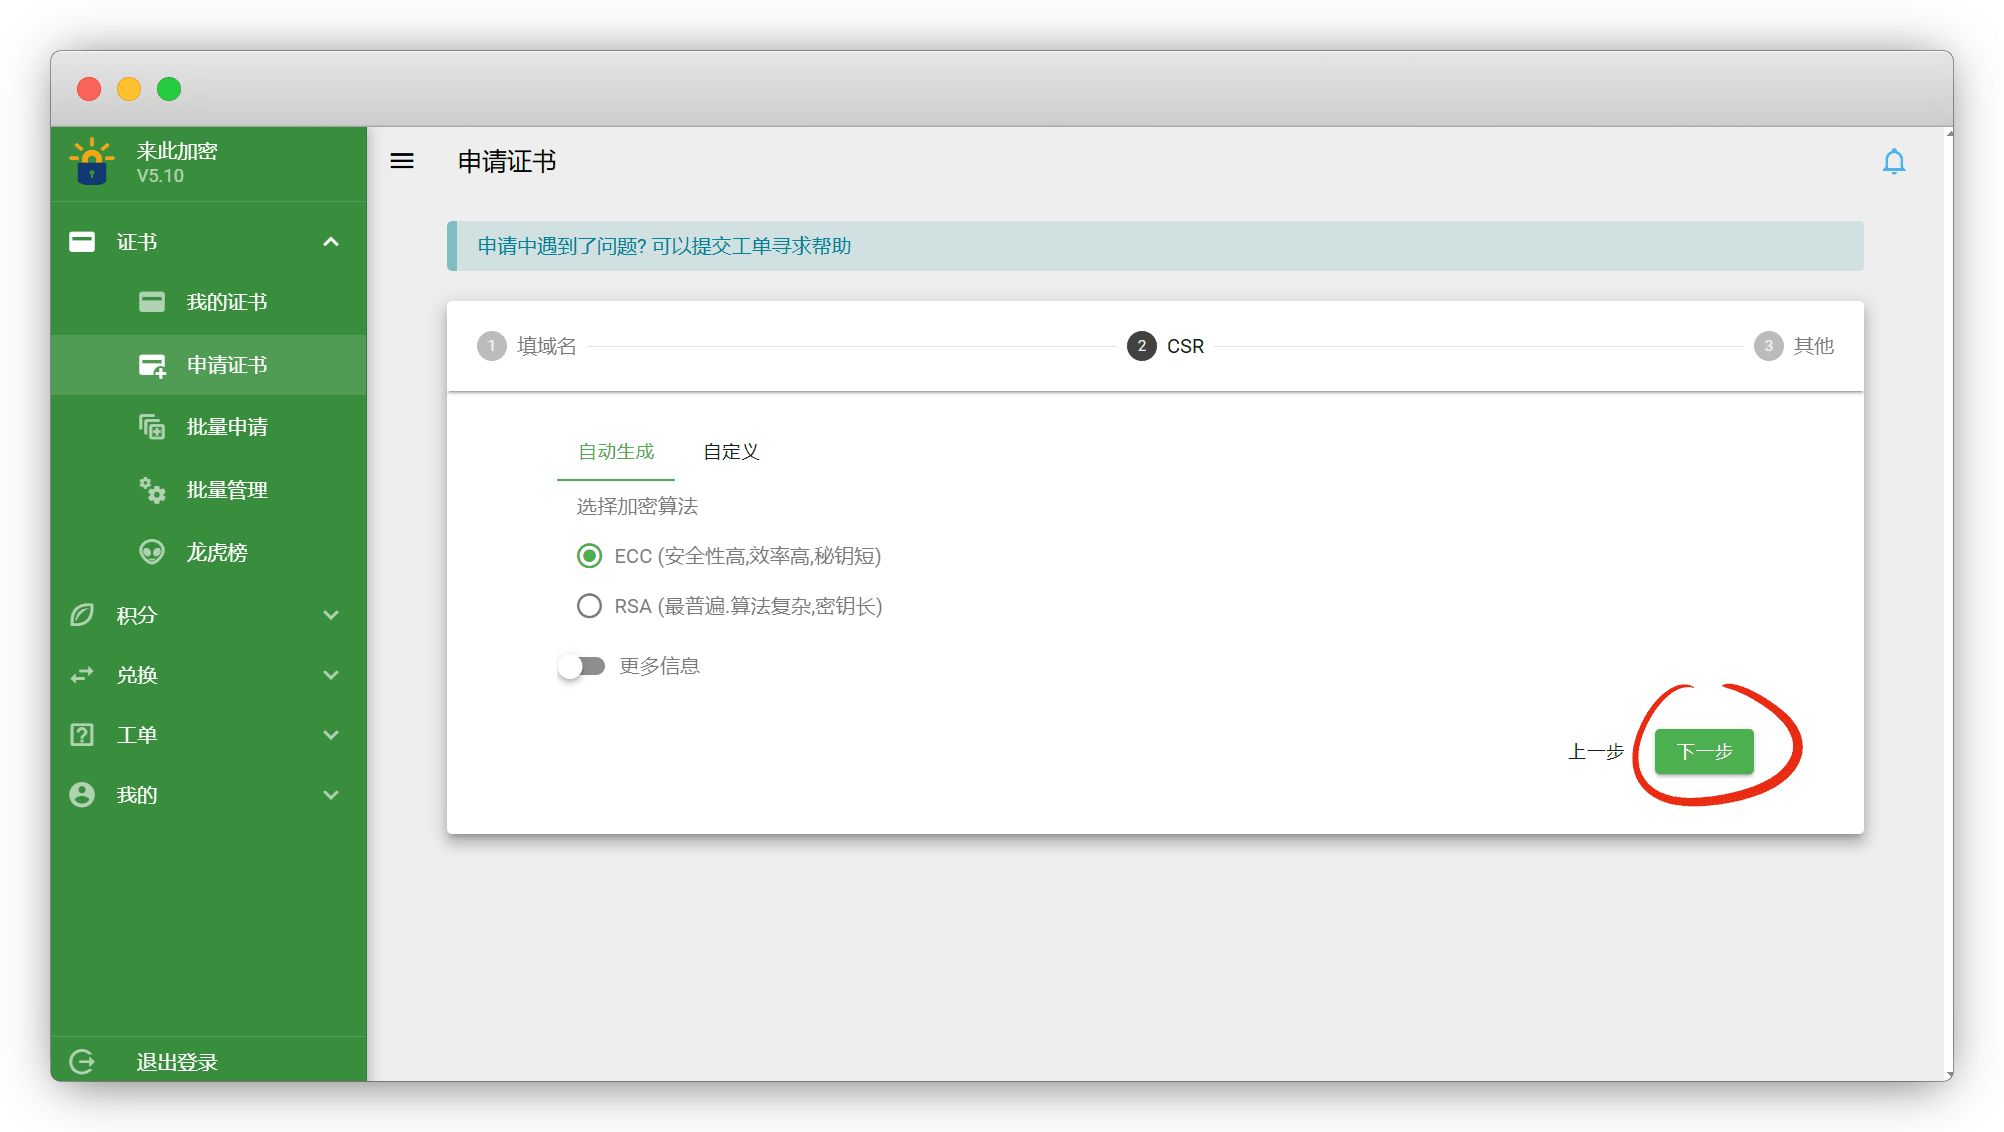 来此加密
V5.10
证书
我的证书
申请证书
批量申请
批量管理
龙虎榜
积分
兑换
工单
我的
退出登录
申请证书
申请中遇到了问题? 可以提交工单寻求帮助
1 填域名
2 CSR
3 其他
自动生成 自定义
选择加密算法
ECC (安全性高,效率高,秘钥短)
RSA (最普遍.算法复杂,密钥长)
更多信息
上一步 下一步